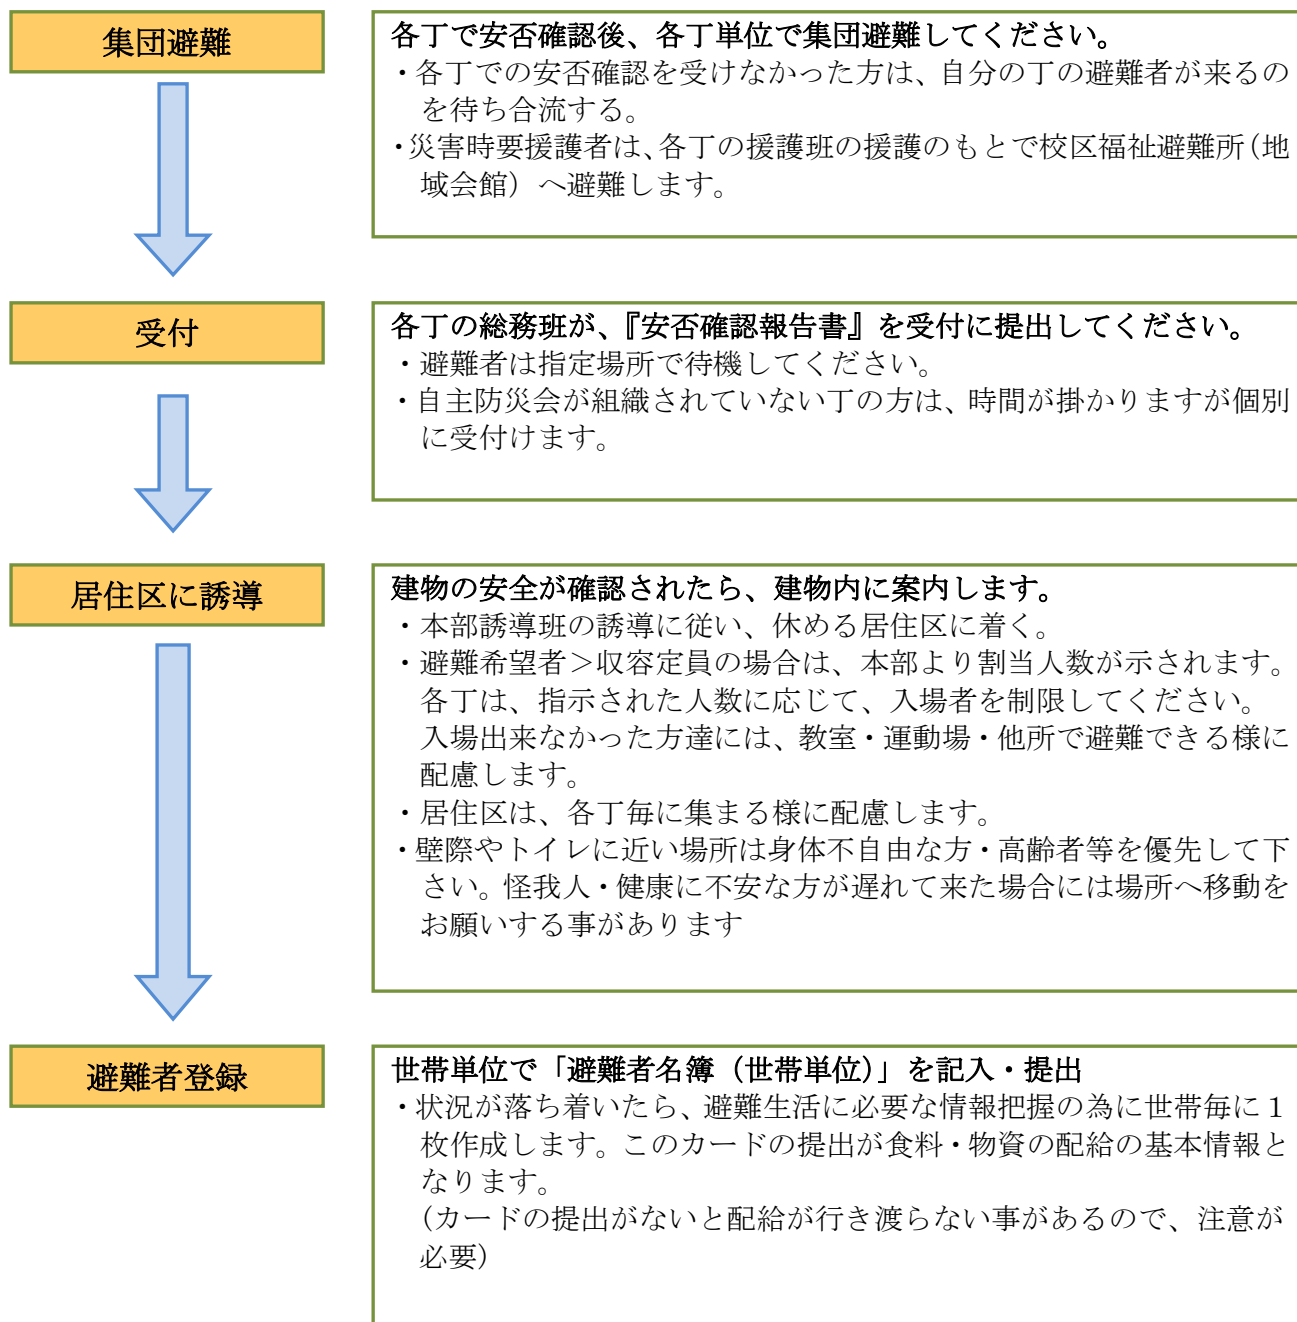 集団避難
各丁で安否確認後、各丁単位で集団避難してください。
・各丁での安否確認を受けなかった方は、自分の丁の避難者が来るの
を待ち合流する。
・災害時要援護者は、各丁の援護班の援護のもとで校区福祉避難所(地
域会館）へ避難します。
受付
各丁の総務班が、『安否確認報告書』を受付に提出してください。
・避難者は指定場所で待機してください。
・自主防災会が組織されていない丁の方は、時間が掛かりますが個別
に受付けます。
居住区に誘導
建物の安全が確認されたら、建物内に案内します。
・本部誘導班の誘導に従い、休める居住区に着く。
・避難希望者＞収容定員の場合は、本部より割当人数が示されます。
各丁は、指示された人数に応じて、入場者を制限してください。
入場出来なかった方達には、教室・運動場・他所で避難できる様に
配慮します。
・居住区は、各丁毎に集まる様に配慮します。
・壁際やトイレに近い場所は身体不自由な方・高齢者等を優先して下
さい。怪我人・健康に不安な方が遅れて来た場合には場所へ移動を
お願いする事があります
避難者登録
世帯単位で「避難者名簿（世帯単位）」を記入・提出
・状況が落ち着いたら、避難生活に必要な情報把握の為に世帯毎に１
枚作成します。このカードの提出が食料・物資の配給の基本情報と
なります。
(カードの提出がないと配給が行き渡らない事があるので、注意が
必要)